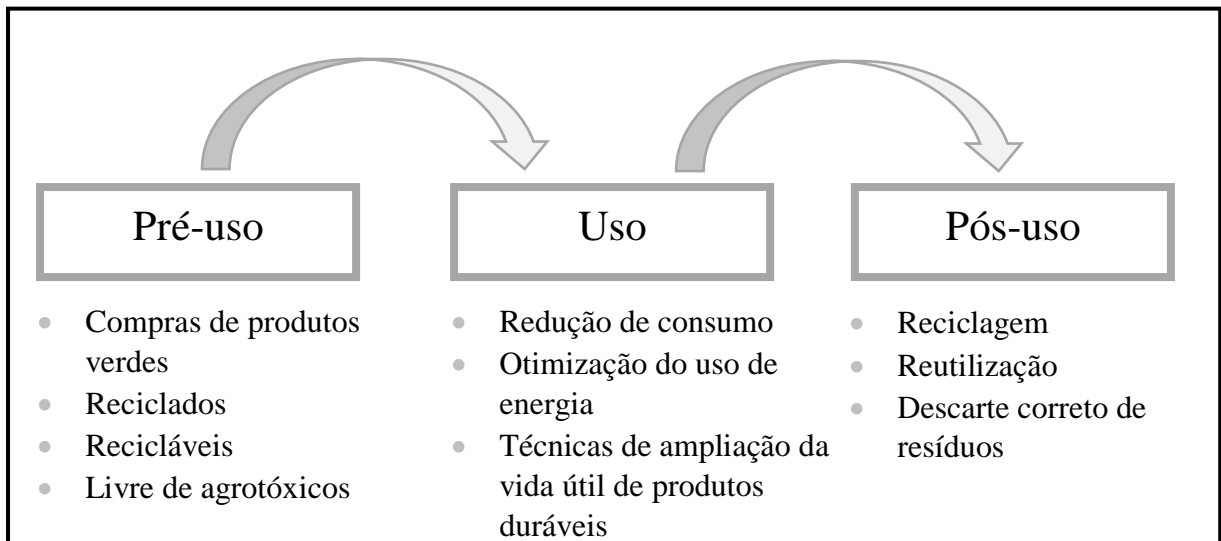 Pré-uso
Uso
Pós-uso
• Compras de produtos
verdes
• Reciclados
• Recicláveis
• Livre de agrotóxicos
• Redução de consumo
• Otimização do uso de
energia
• Técnicas de ampliação da
vida útil de produtos
duráveis
• Reciclagem
• Reutilização
• Descarte correto de
resíduos